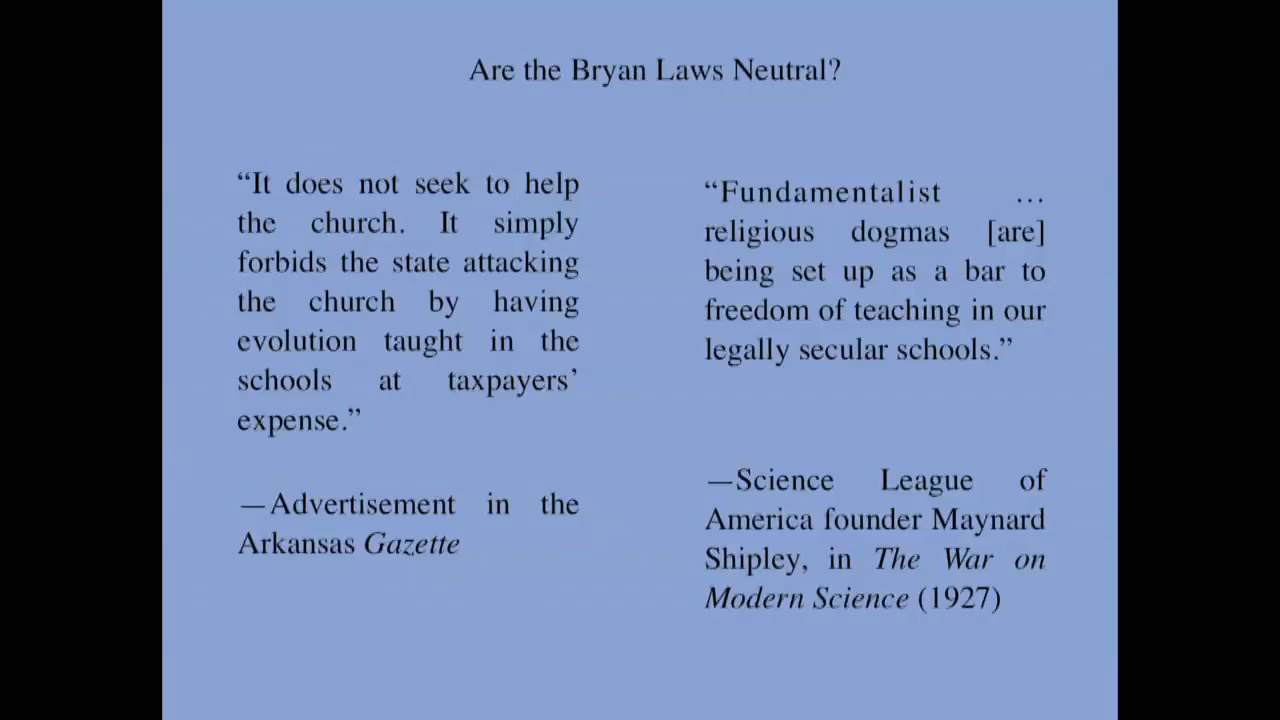 Are the Bryan Laws Neutral?
“It does not seek to help
the church. It simply
forbids the state attacking
the church by having
evolution taught in the
schools at taxpayers’
expense.”
—Advertisement in the
Arkansas Gazette
“Fundamentalist …
religious dogmas [are]
being set up as a bar to
freedom of teaching in our
legally secular schools.”
—Science League of
America founder Maynard
Shipley, in The War on
Modern Science (1927)